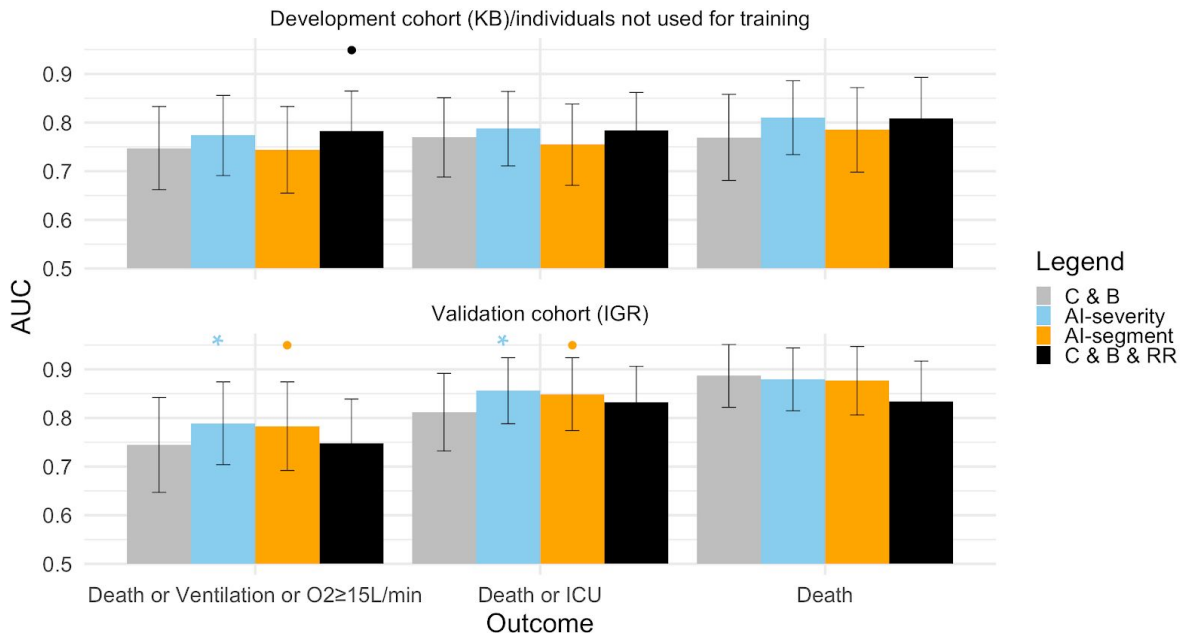 Development cohort (KB)/individuals not used for training
0.9
0.8
0.7
0.6
0.5
AUC
Validation cohort (IGR)
*
*
0.9
0.8
0.7
0.6
0.5
Death or Ventilation or O2≥15L/min
Death or ICU
Death
Outcome
Legend
C & B
AI-severity
AI-segment
C & B & RR